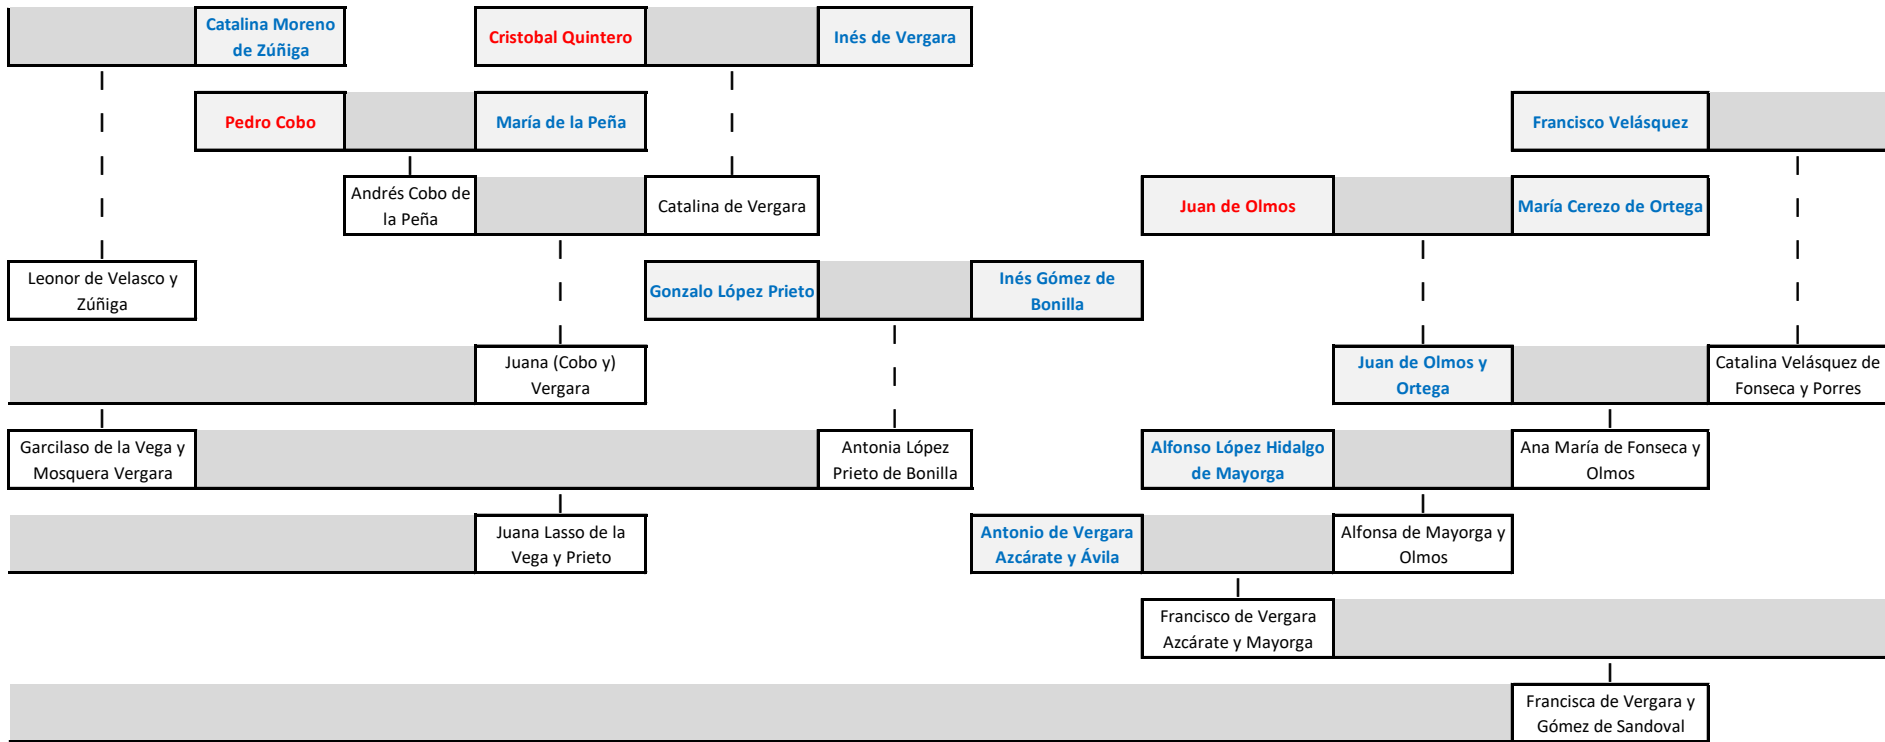 Catalina Moreno
de Zúñiga
Cristobal Quintero
Inés de Vergara
Pedro Cobo
María de la Peña
Francisco Velásquez
Andrés Cobo de
la Peña
Catalina de Vergara
Juan de Olmos
María Cerezo de Ortega
Leonor de Velasco y
Zúñiga
Gonzalo López Prieto
Inés Gómez de
Bonilla
Juana (Cobo y)
Vergara
Juan de Olmos y
Ortega
Catalina Velásquez de
Fonseca y Porres
Garcilaso de la Vega y
Mosquera Vergara
Antonia López
Prieto de Bonilla
Alfonso López Hidalgo
de Mayorga
Ana María de Fonseca y
Olmos
Juana Lasso de la
Vega y Prieto
Antonio de Vergara
Azcárate y Ávila
Alfonsa de Mayorga y
Olmos
Francisco de Vergara
Azcárate y Mayorga
Francisca de Vergara y
Gómez de Sandoval